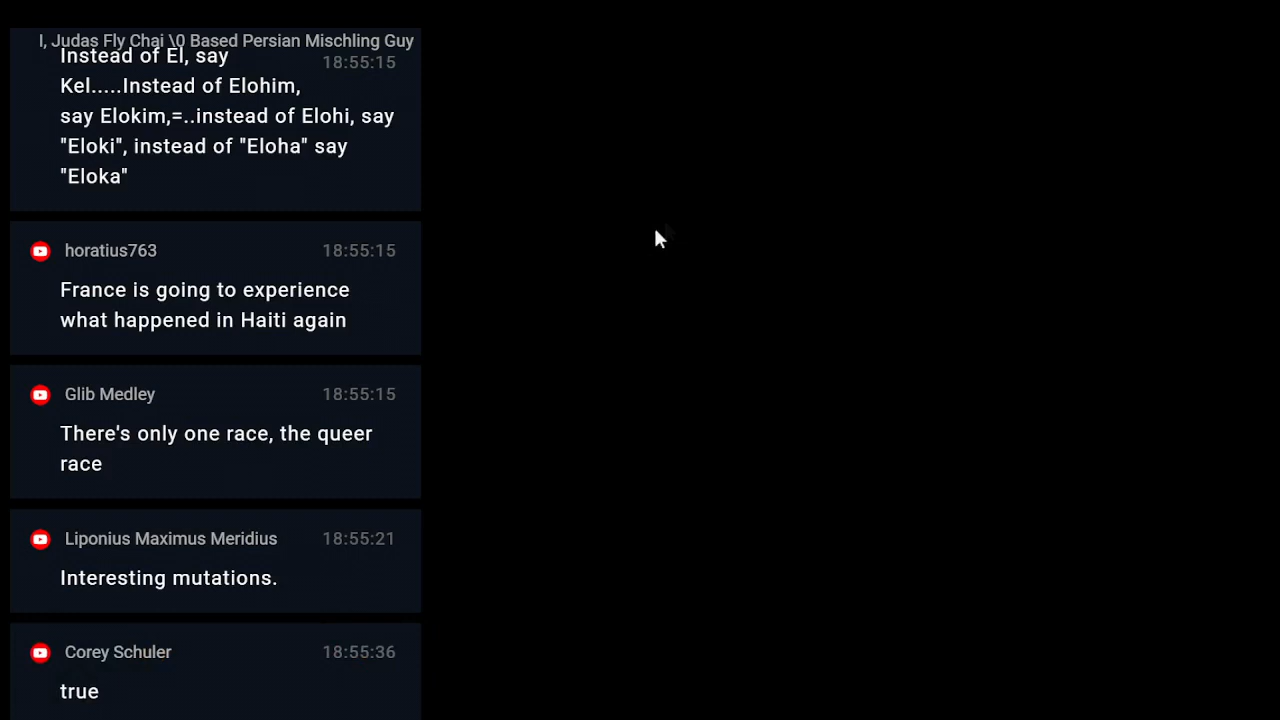 I, Judas Fly Chai \0 Based Persian Mischling Guy
Instead of El, say
18:55:15
Kel.....Instead of Elohim,
say Elokim,=..instead of Elohi, say
"Eloki", instead of "Eloha" say
"Eloka"
horatius763 18:55:15
France is going to experience
what happened in Haiti again
Glib Medley 18:55:15
There's only one race, the queer
race
Liponius Maximus Meridius 18:55:21
Interesting mutations.
Corey Schuler 18:55:36
true